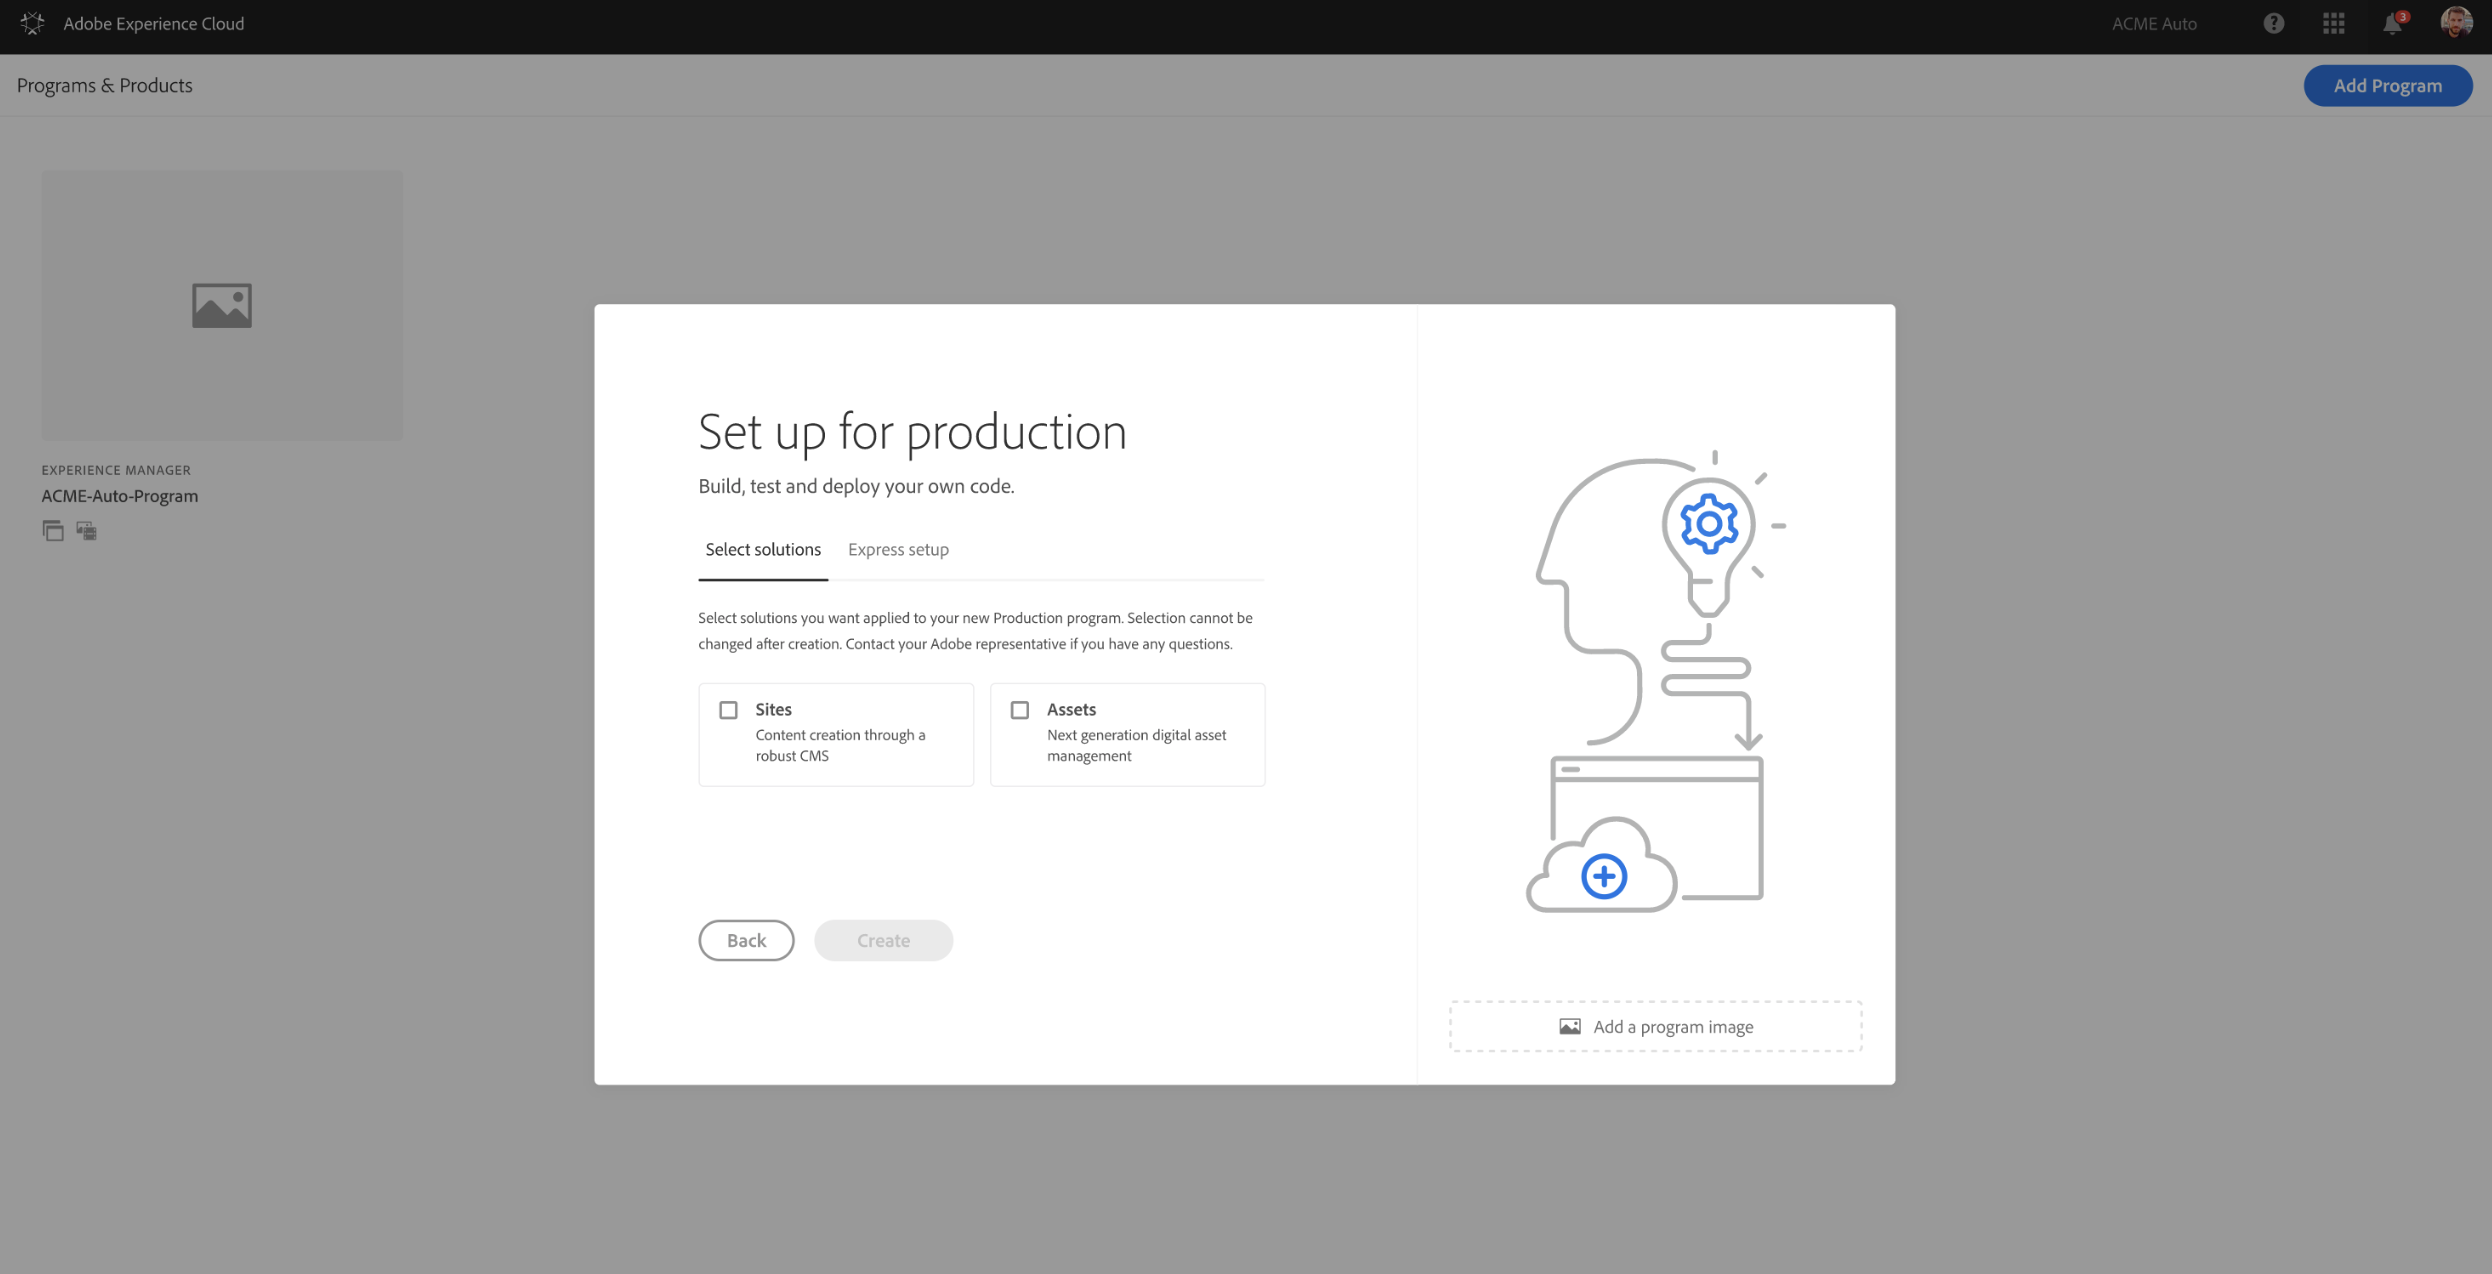 Adobe Experience Cloud
ACME Auto
3
Programs & Products
Add Program
EXPERIENCE MANAGER
ACME-Auto-Program
Set up for production
Build, test and deploy your own code.
Select solutions
Express setup
Select solutions you want applied to your new Production program. Selection cannot be
changed after creation. Contact your Adobe representative if you have any questions.
Sites
Content creation through a
robust CMS
Assets
Next generation digital asset
management
Back
Create
Add a program image